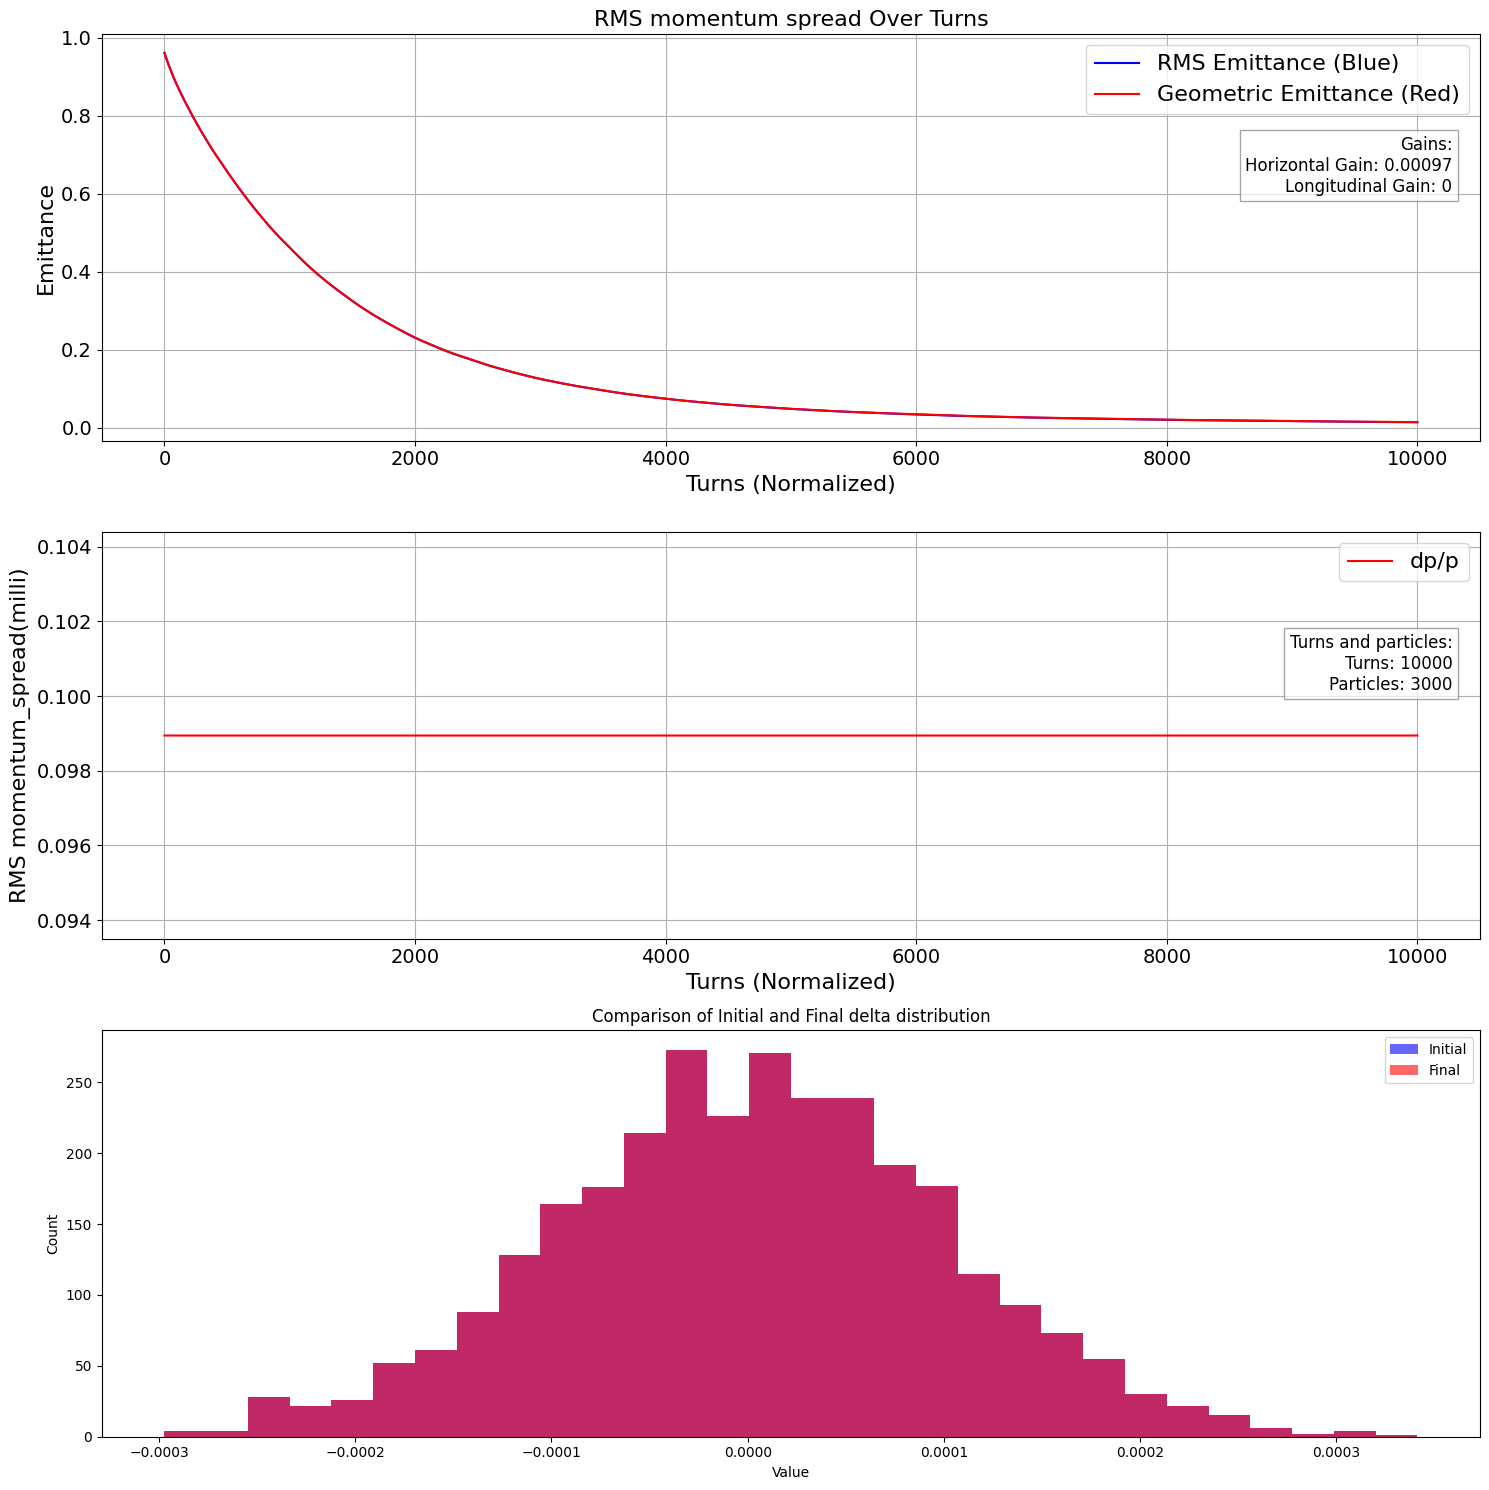 RMS momentum spread Over Turns
1.0
0.8
0.6
0.4
0.2
0.0
Emittance
RMS Emittance (Blue)
Geometric Emittance (Red)
Gains:
Horizontal Gain: 0.00097
Longitudinal Gain: 0
0 2000 4000 6000 8000 10000
Turns (Normalized)
0.104
0.102
0.100
0.098
0.096
0.094
RMS momentum_spread(milli)
dp/p
Turns and particles:
Turns: 10000
Particles: 3000
0 2000 4000 6000 8000 10000
Turns (Normalized)
Comparison of Initial and Final delta distribution
250
200
150
100
50
0
Count
Initial
Final
−0.0003 −0.0002 −0.0001 0.0000 0.0001 0.0002 0.0003
Value